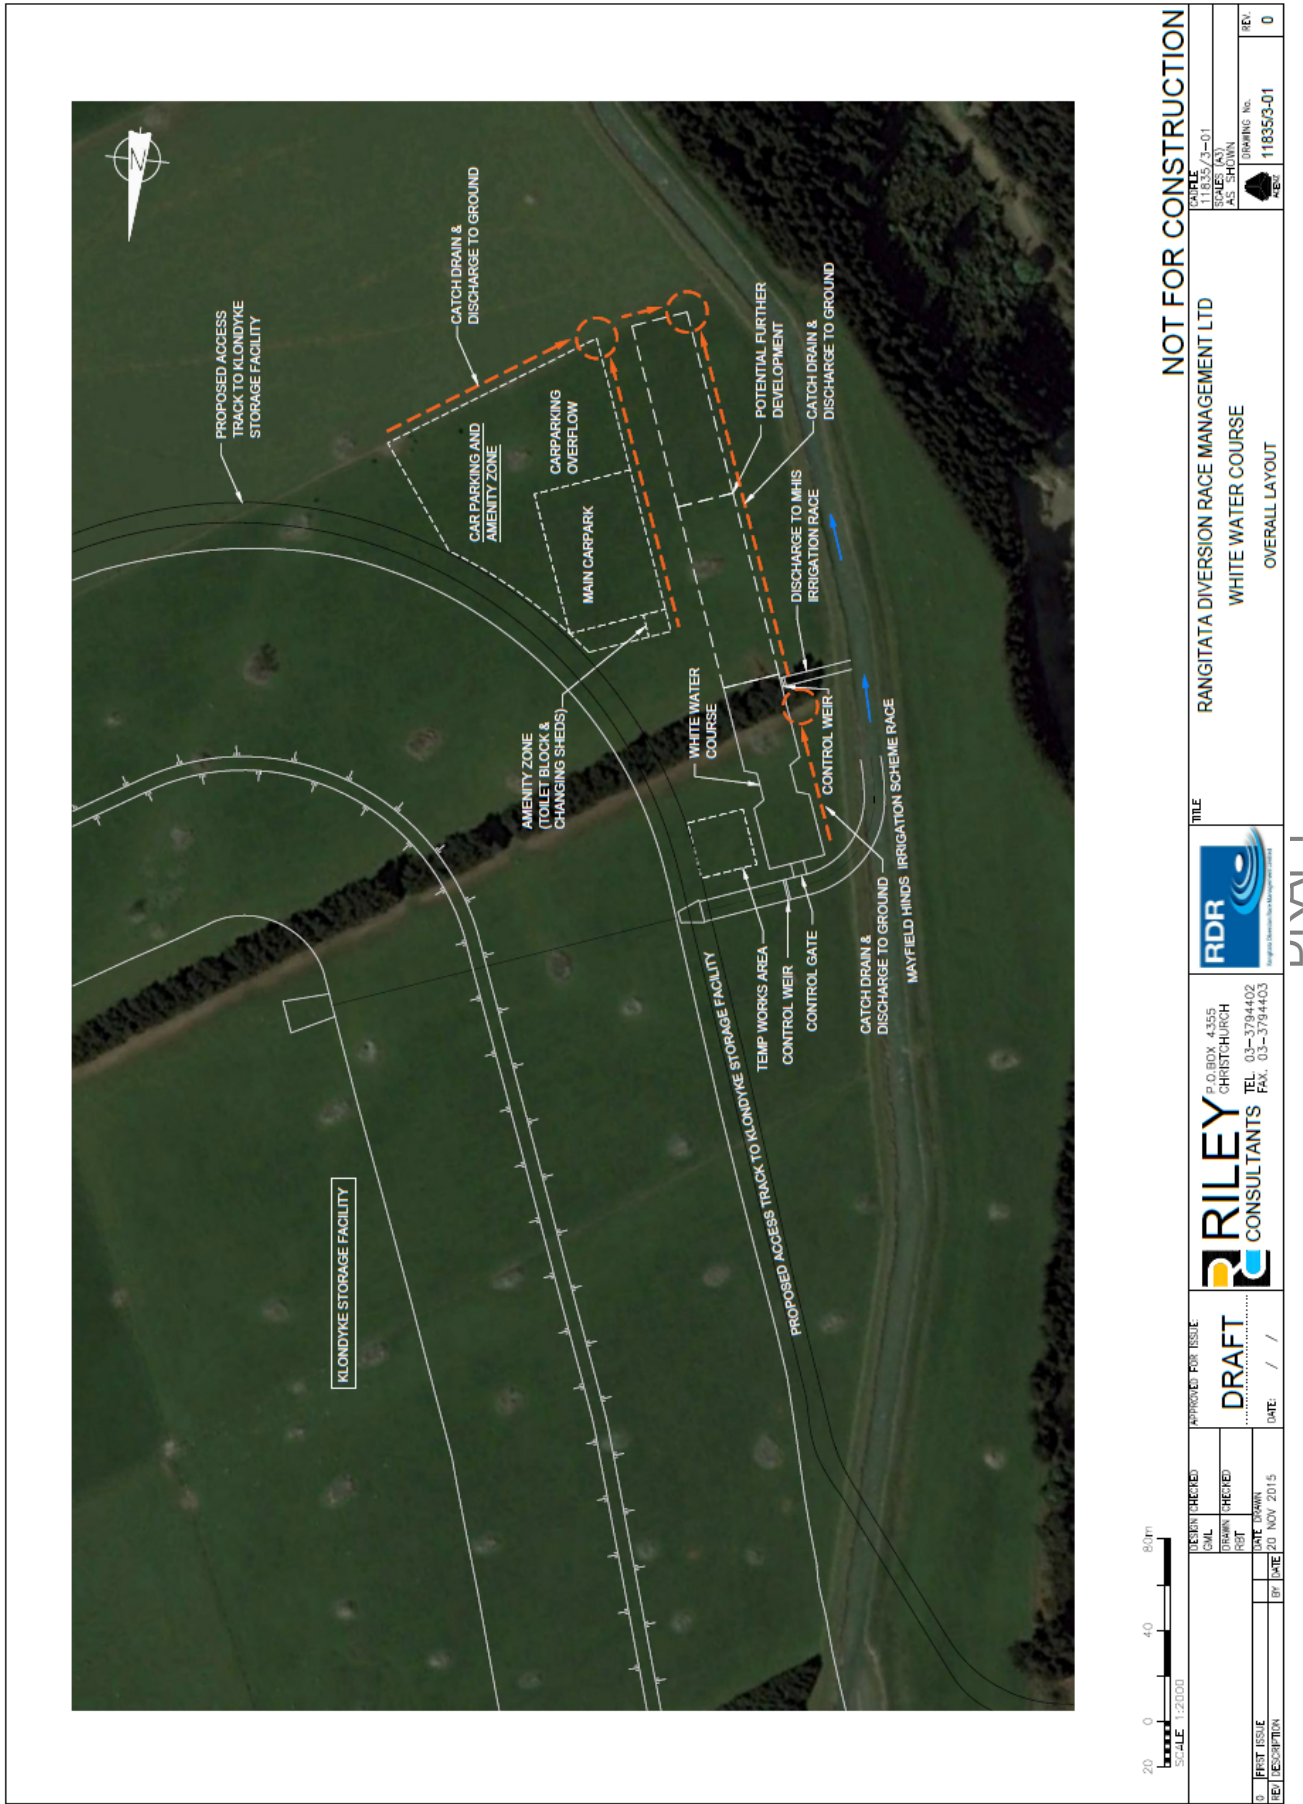 N
PROPOSED ACCESS
TRACK TO KLONDYKE
STORAGE FACILITY
CATCH DRAIN &
DISCHARGE TO GROUND
CAR PARKING AND
AMENITY ZONE
CARPARKING
OVERFLOW
MAIN CARPARK
AMENITY ZONE
(TOILET BLOCK &
CHANGING SHEDS)
POTENTIAL FURTHER
DEVELOPMENT
CATCH DRAIN &
DISCHARGE TO GROUND
DISCHARGE TO MHIS
IRRIGATION RACE
WHITE WATER
COURSE
CONTROL WEIR
MAYFIELD HINDS IRRIGATION SCHEME RACE
CATCH DRAIN &
DISCHARGE TO GROUND
CONTROL GATE
CONTROL WEIR
TEMP WORKS AREA
PROPOSED ACCESS TRACK TO KLONDYKE STORAGE FACILITY
KLONDYKE STORAGE FACILITY
NOT FOR CONSTRUCTION
20 0 40 80m
SCALE 1:2000
0 FIRST ISSUE
REV DESCRIPTION BY DATE
DESIGN CHECKED
GML
DRAWN CHECKED
RBT
DATE DRAWN
20 NOV 2015
APPROVED FOR ISSUE:
DRAFT
DATE: / /
RILEY
CONSULTANTS
P.O.BOX 4355
CHRISTCHURCH
TEL. 03-3794402
FAX. 03-3794403
RDR
Rangitata Diversion Race Management Limited
TITLE
RANGITATA DIVERSION RACE MANAGEMENT LTD
WHITE WATER COURSE
OVERALL LAYOUT
CADFILE
11835/3-01
SCALES (A3)
AS SHOWN
ACENZ
DRAWING No.
11835/3-01
REV.
0